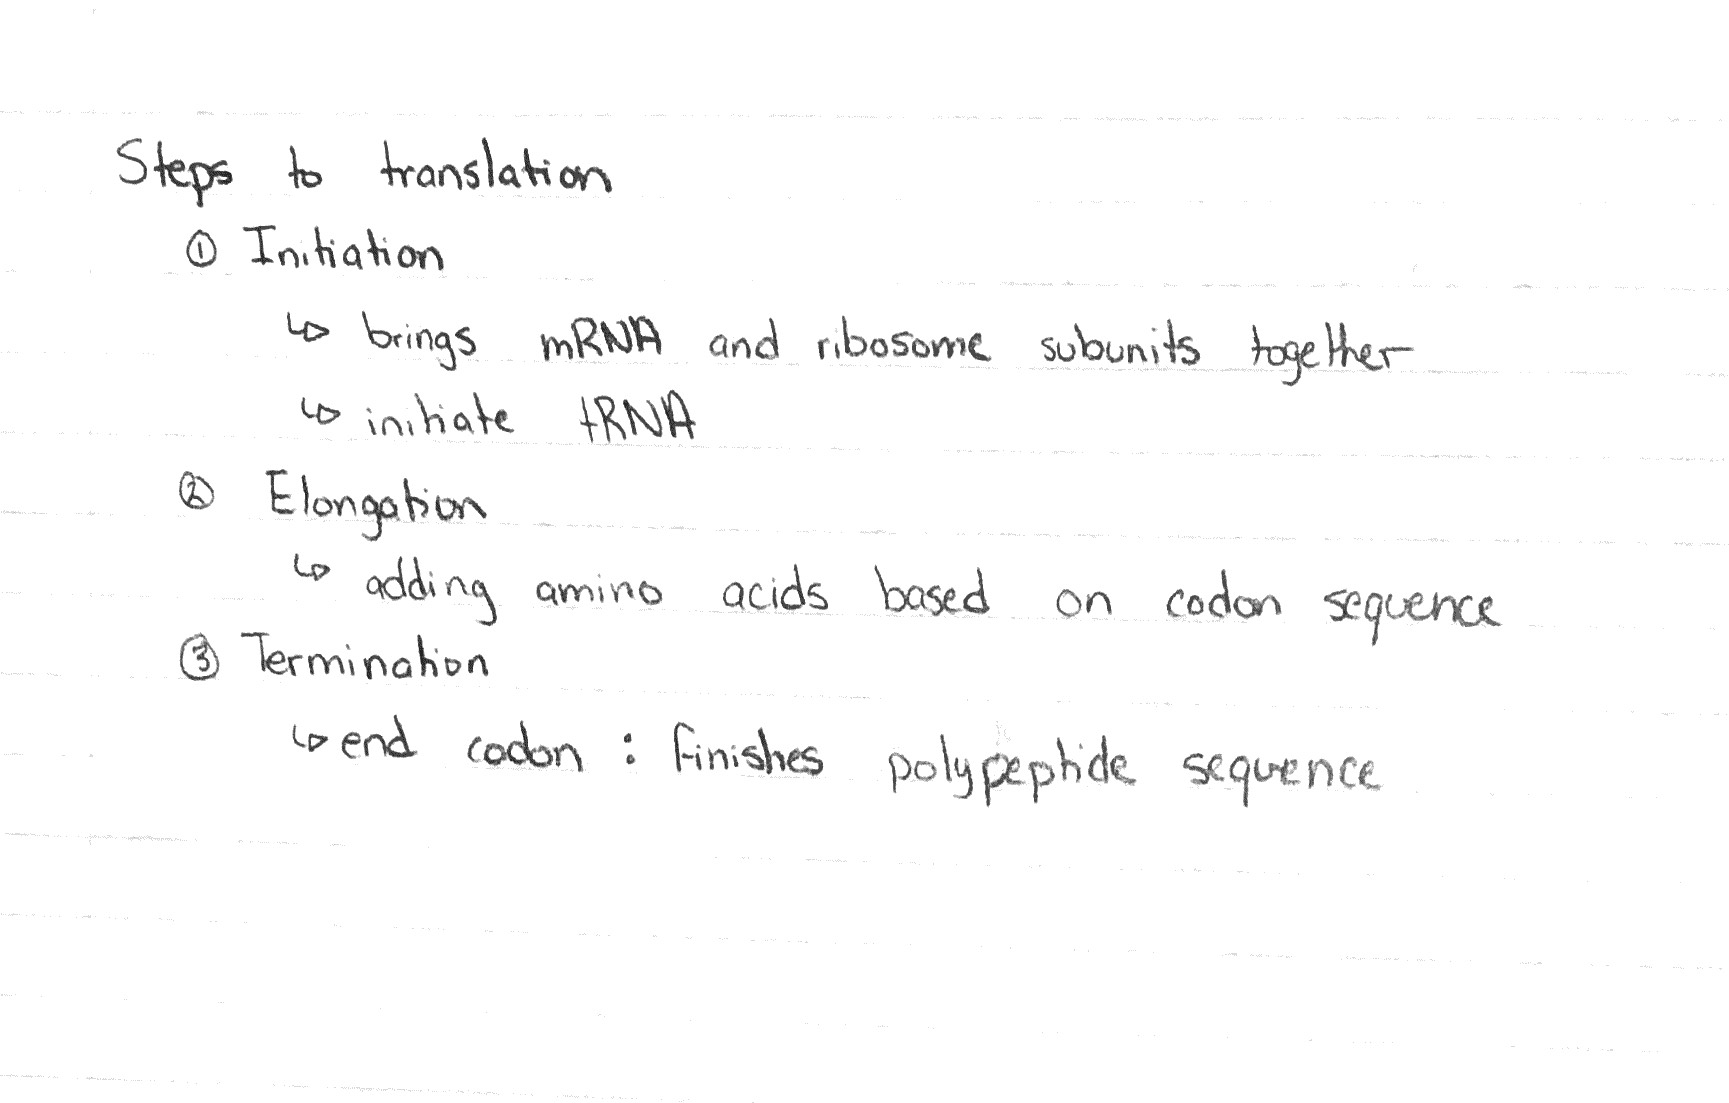 Steps to translation
① Initiation
↳ brings mRNA and ribosome subunits together
↳ initiate tRNA
② Elongation
↳ adding amino acids based on codon sequence
③ Termination
↳ end codon : finishes polypeptide sequence